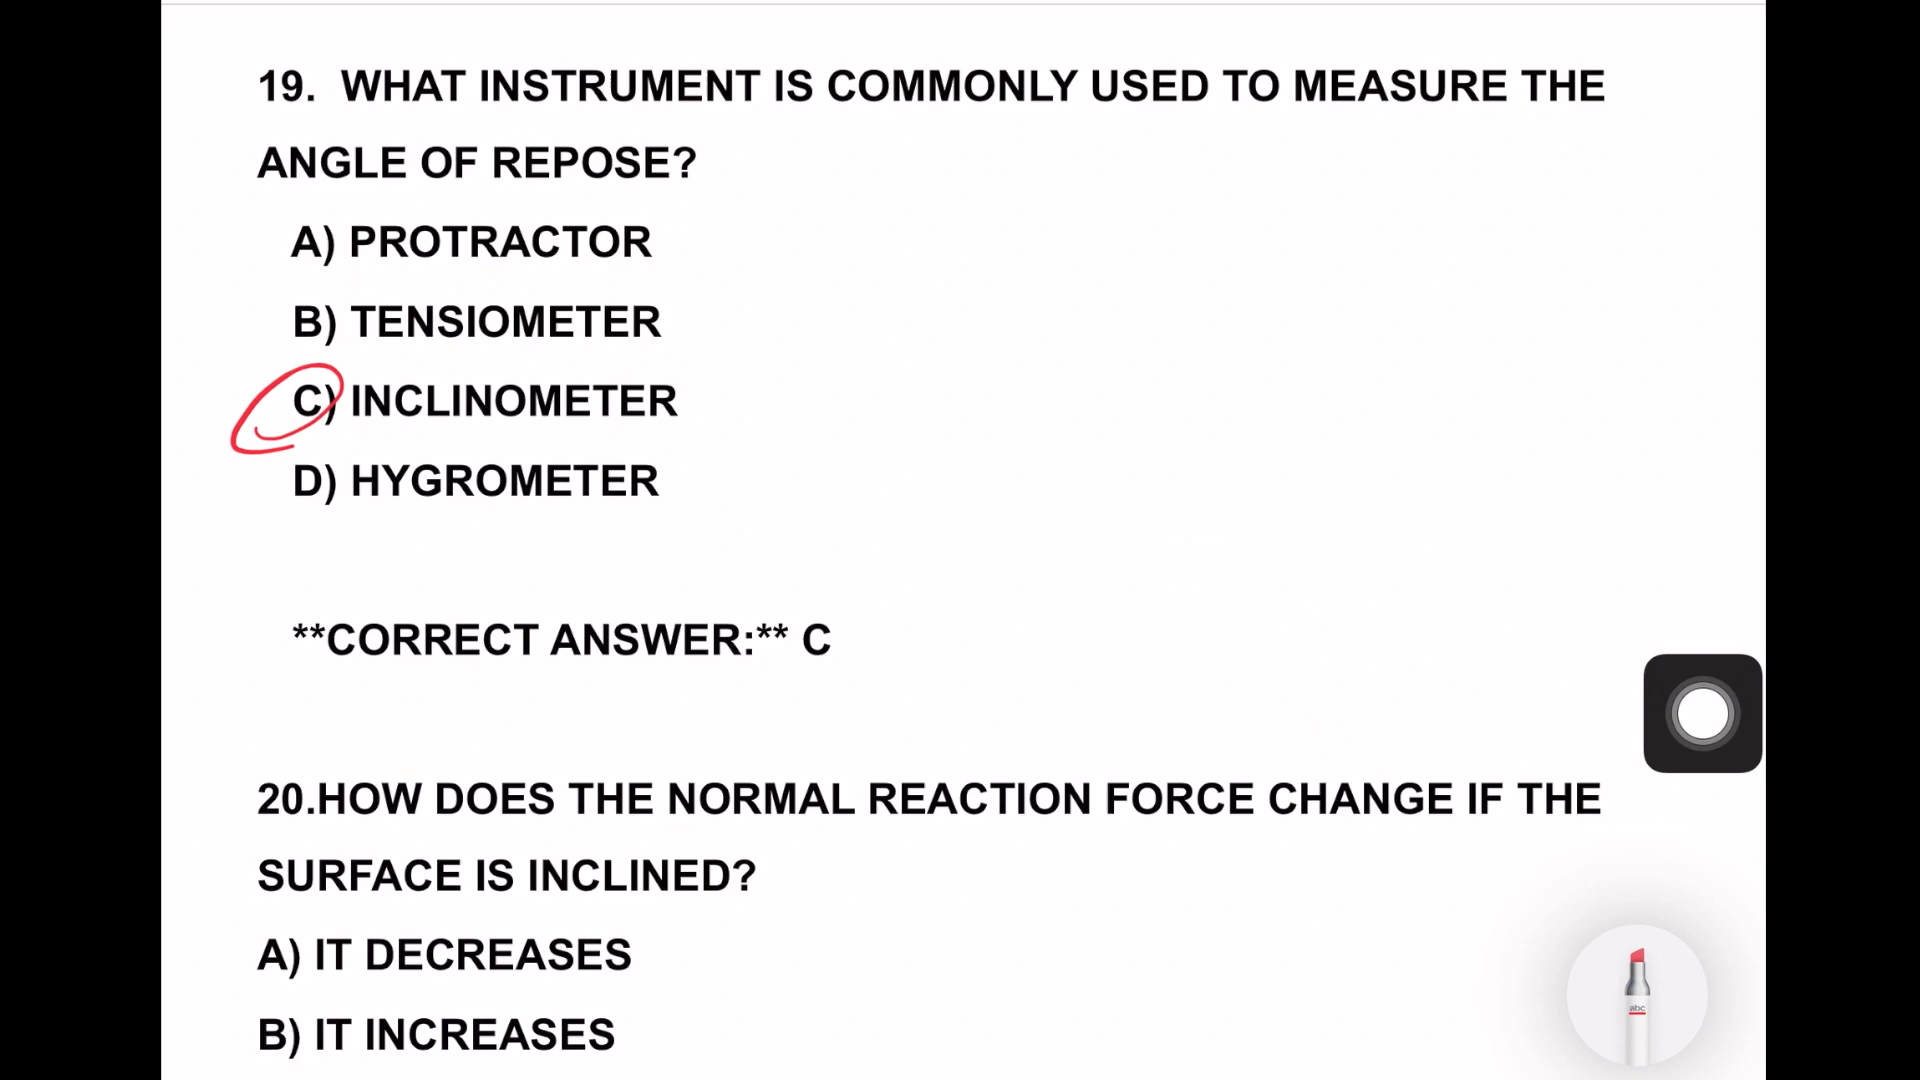 19. WHAT INSTRUMENT IS COMMONLY USED TO MEASURE THE
ANGLE OF REPOSE?
A) PROTRACTOR
B) TENSIOMETER
C) INCLINOMETER
D) HYGROMETER
**CORRECT ANSWER:** C
20.HOW DOES THE NORMAL REACTION FORCE CHANGE IF THE
SURFACE IS INCLINED?
A) IT DECREASES
B) IT INCREASES
abc